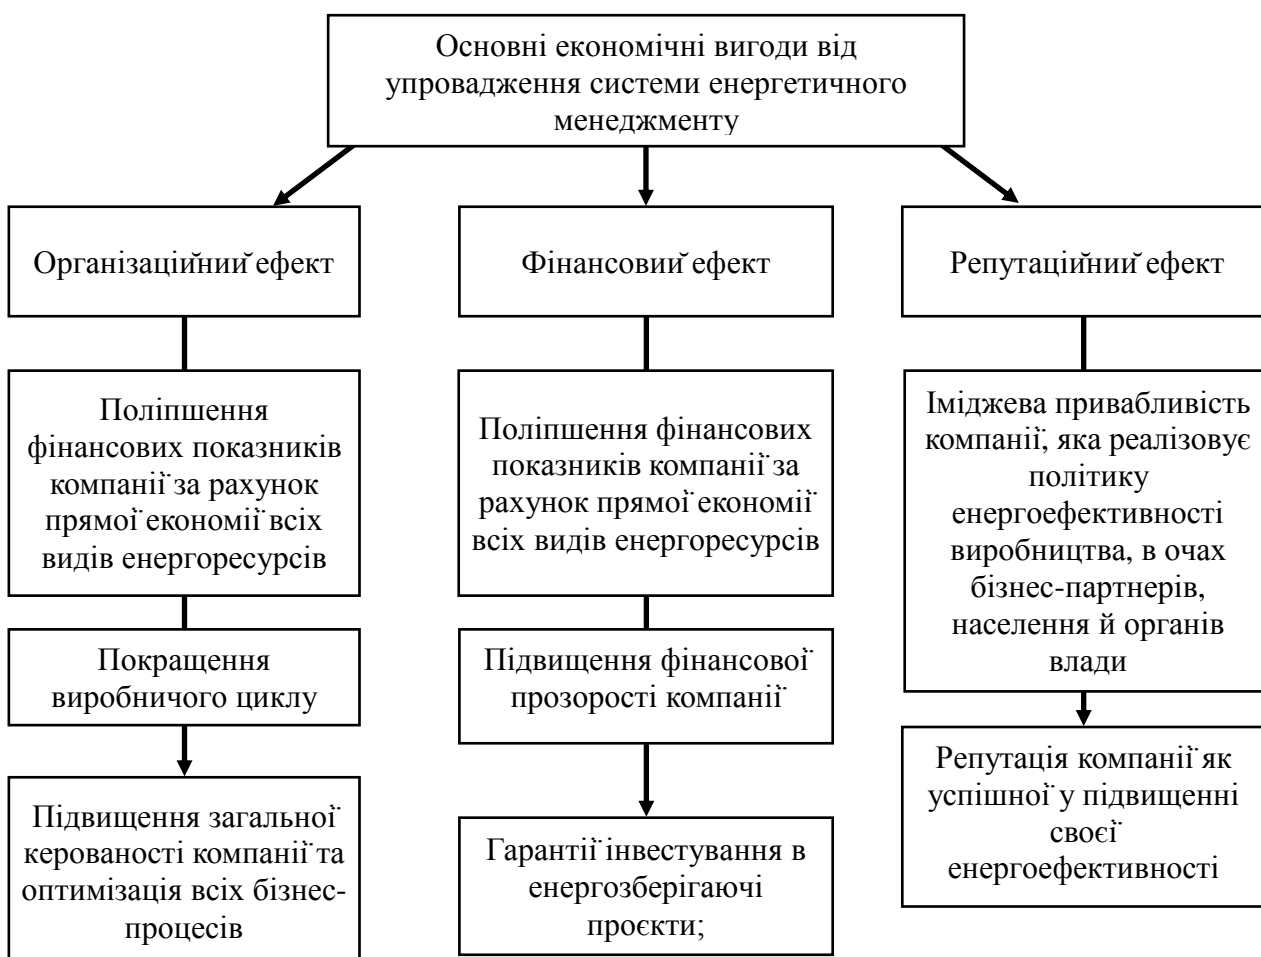 Основні економічні вигоди від
упровадження системи енергетичного
менеджменту
Організаційний ефект
Фінансовий ефект
Репутаційний ефект
Поліпшення
фінансових показників
компанії за рахунок
прямої економії всіх
видів енергоресурсів
Поліпшення фінансових
показників компанії за
рахунок прямої економії
всіх видів енергоресурсів
Іміджева привабливість
компанії, яка реалізовує
політику
енергоефективності
виробництва, в очах
бізнес-партнерів,
населення й органів
влади
Покращення
виробничого циклу
Підвищення фінансової
прозорості компанії
Репутація компанії як
успішної у підвищенні
своєї
енергоефективності
Підвищення загальної
керованості компанії та
оптимізація всіх бізнес-
процесів
Гарантії інвестування в
енергозберігаючі
проєкти;